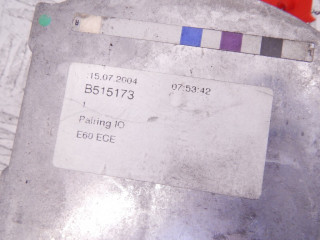 15.07.2004 07:53:42
B515173
t
Pairing IO
E60 ECE